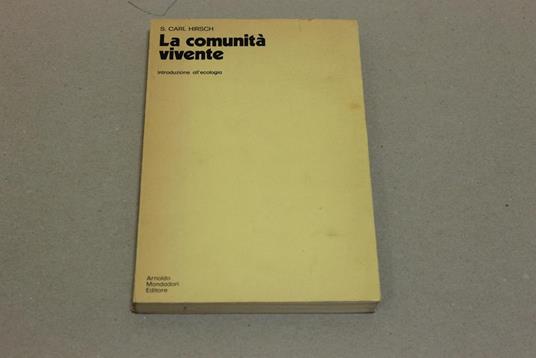 S. CARL HIRSCH
La comunità
vivente
introduzione all'ecologia
Arnoldo
Mondadori
Editore